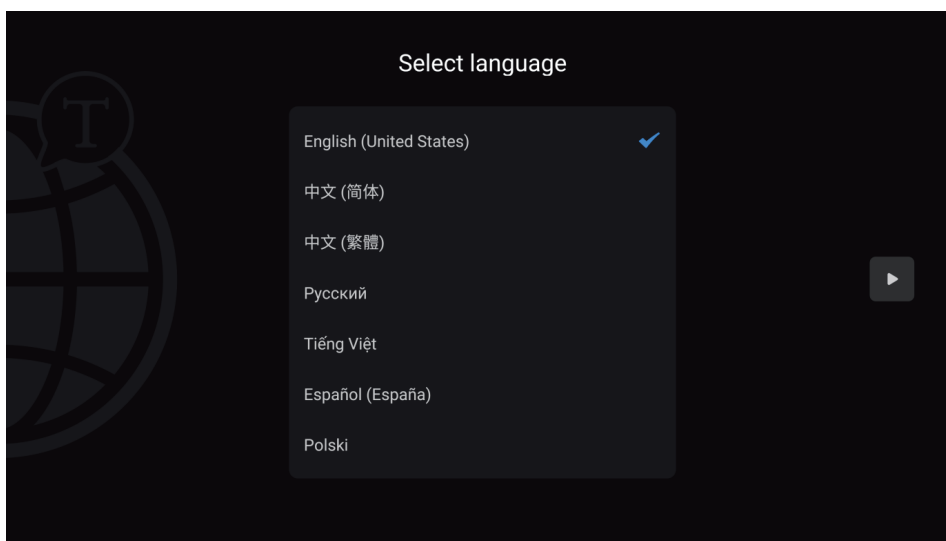 T
Select language
English (United States)
中文 (简体)
中文 (繁體)
Русский
Tiếng Việt
Español (España)
Polski